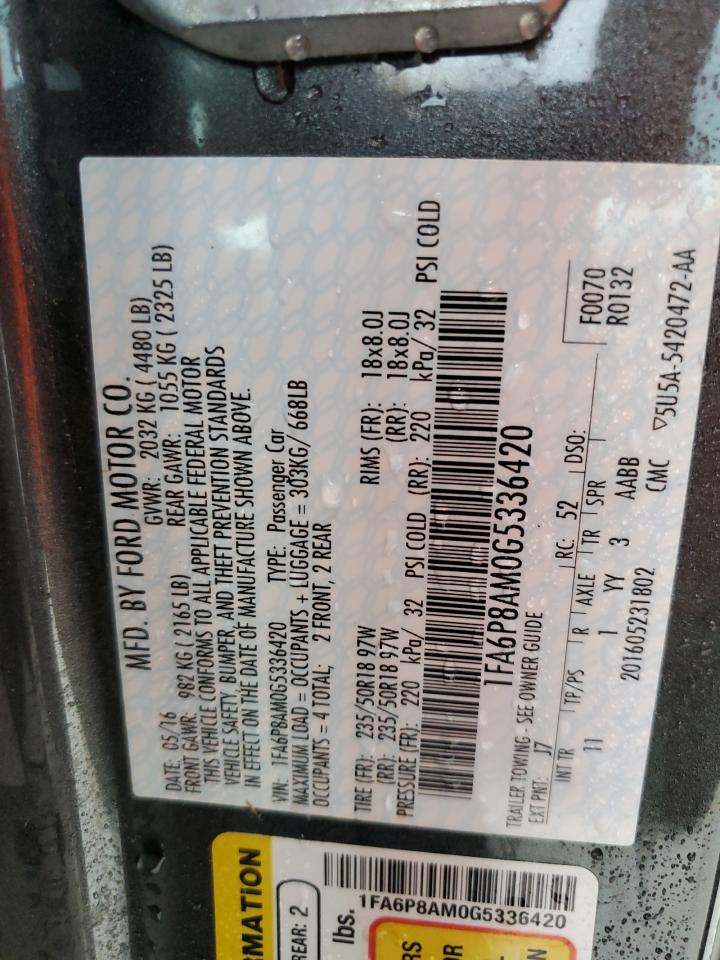 MFD. BY FORD MOTOR CO.
DATE: 05/16 GVWR: 2032 KG ( 4480 LB)
FRONT GAWR: 982 KG ( 2165 LB) REAR GAWR: 1055 KG ( 2325 LB)
THIS VEHICLE CONFORMS TO ALL APPLICABLE FEDERAL MOTOR
VEHICLE SAFETY, BUMPER, AND THEFT PREVENTION STANDARDS
IN EFFECT ON THE DATE OF MANUFACTURE SHOWN ABOVE.
VIN: 1FA6P8AM0G5336420 TYPE: Passenger Car
MAXIMUM LOAD = OCCUPANTS + LUGGAGE = 303KG/ 668LB
OCCUPANTS = 4 TOTAL; 2 FRONT, 2 REAR
TIRE (FR): 235/50R18 97W RIMS (FR): 18x8.0J
(RR): 235/50R18 97W (RR): 18x8.0J
PRESSURE (FR): 220 kPa/ 32 PSI COLD (RR): 220 kPa/ 32 PSI COLD
1FA6P8AM0G5336420
TRAILER TOWING - SEE OWNER GUIDE
EXT PNT: J7 RC: 52 DSO: F0070
R0132
INT TR TP/PS R AXLE TR SPR
11 1 YY 3 AABB
201605231802 CMC ▽5U5A-5420472-AA
MATION
REAR: 2
lbs.
1FA6P8AM0G5336420